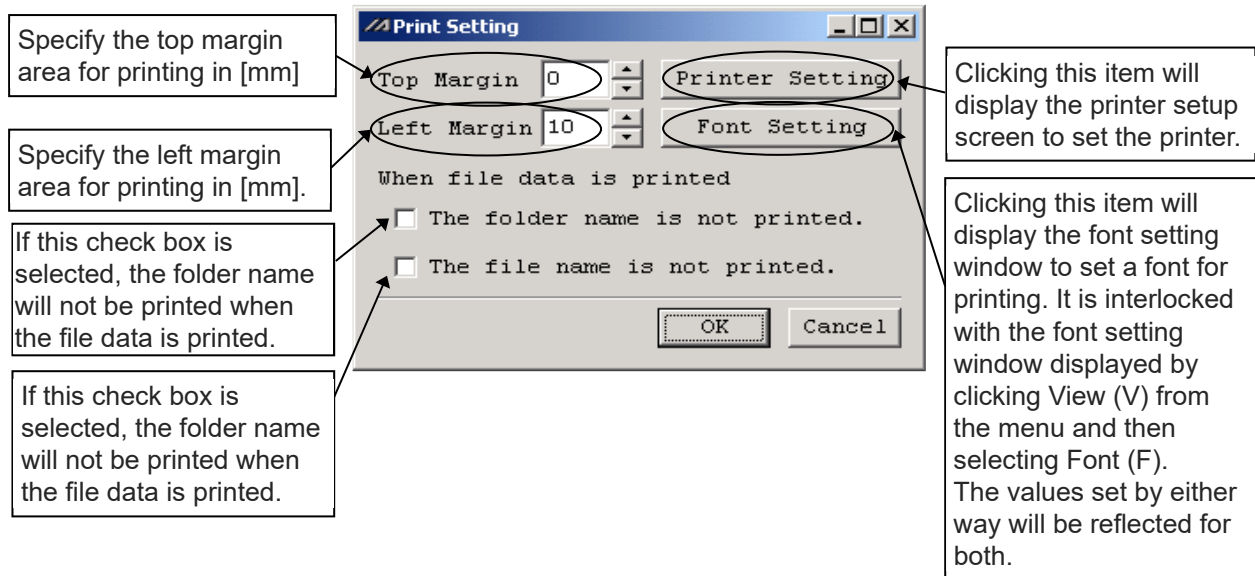 Specify the top margin
area for printing in [mm]
Specify the left margin
area for printing in [mm].
If this check box is
selected, the folder name
will not be printed when
the file data is printed.
If this check box is
selected, the folder name
will not be printed when
the file data is printed.
Print Setting
Top Margin 0 Printer Setting
Left Margin 10 Font Setting
When file data is printed
The folder name is not printed.
The file name is not printed.
OK Cancel
Clicking this item will
display the printer setup
screen to set the printer.
Clicking this item will
display the font setting
window to set a font for
printing. It is interlocked
with the font setting
window displayed by
clicking View (V) from
the menu and then
selecting Font (F).
The values set by either
way will be reflected for
both.